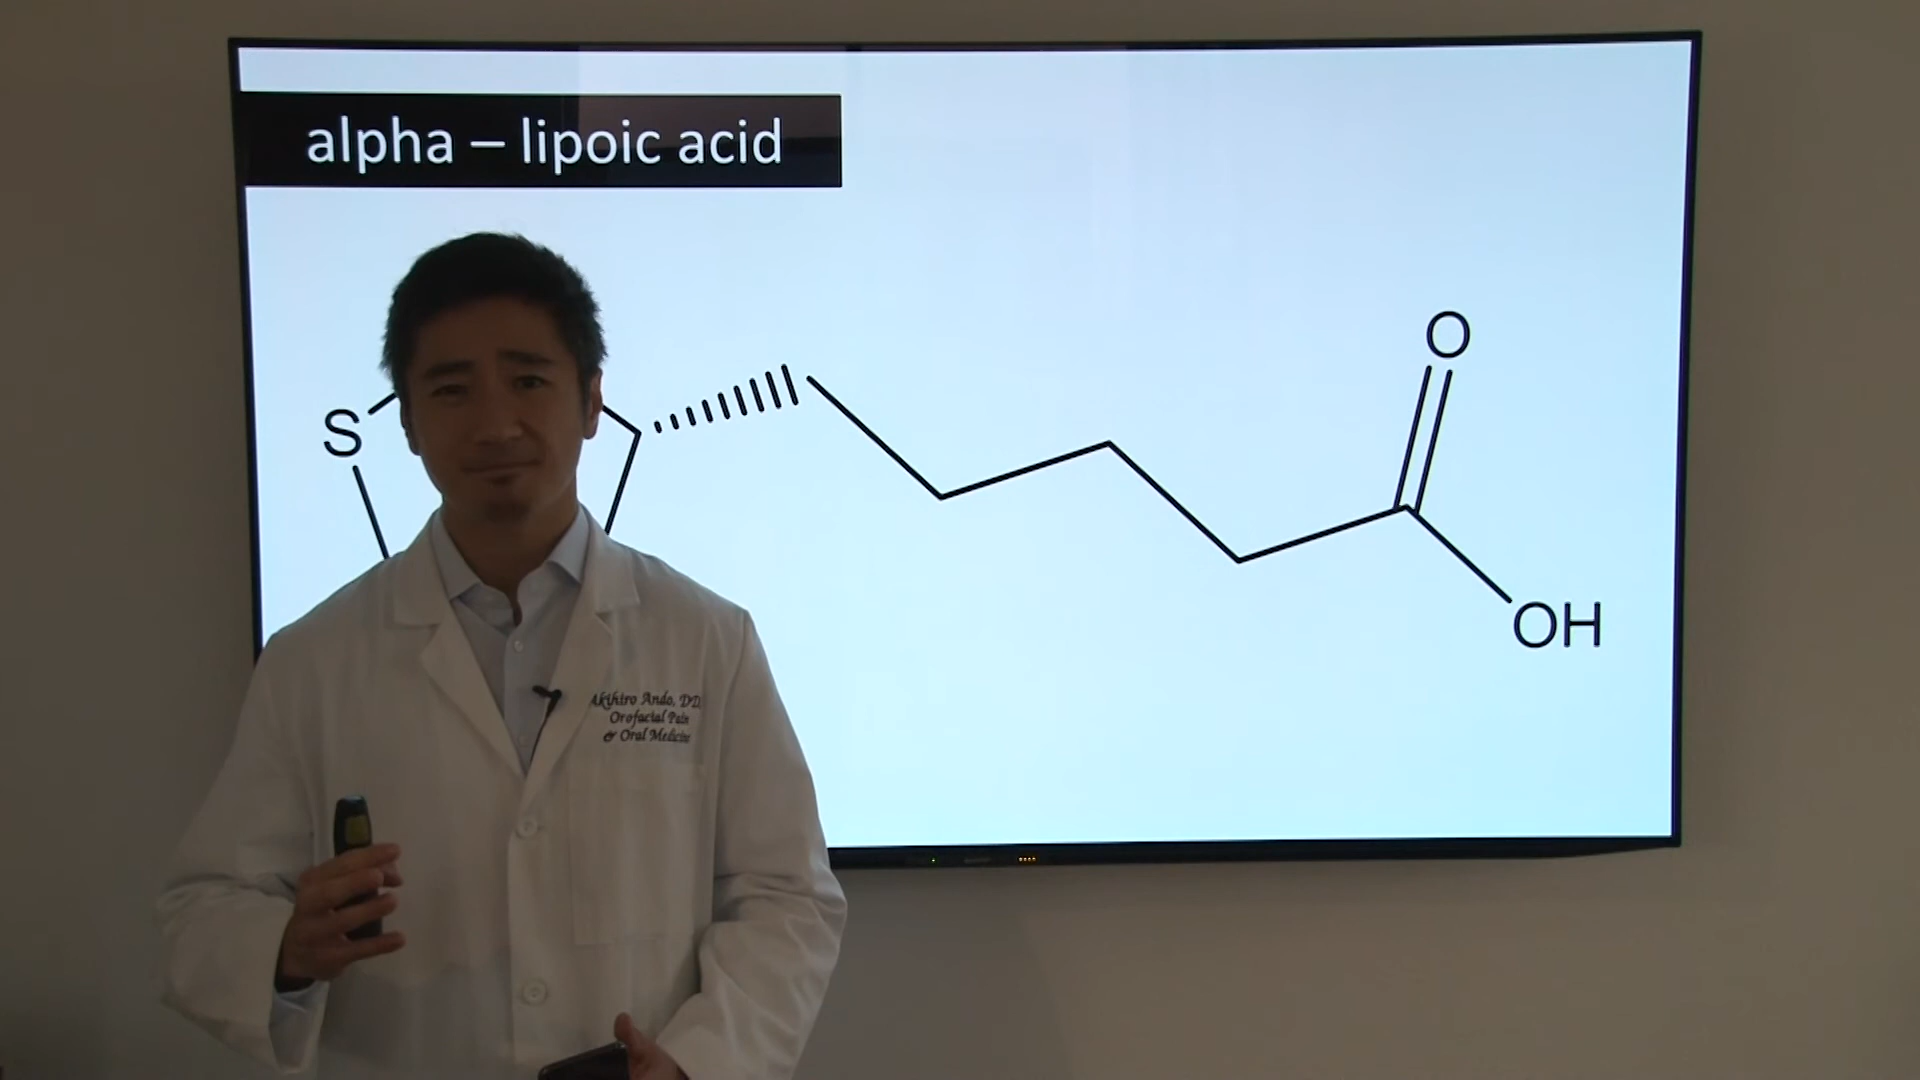 alpha – lipoic acid
O
S
OH
Akihiro Ando, DD
Orofacial Pain
& Oral Medicine